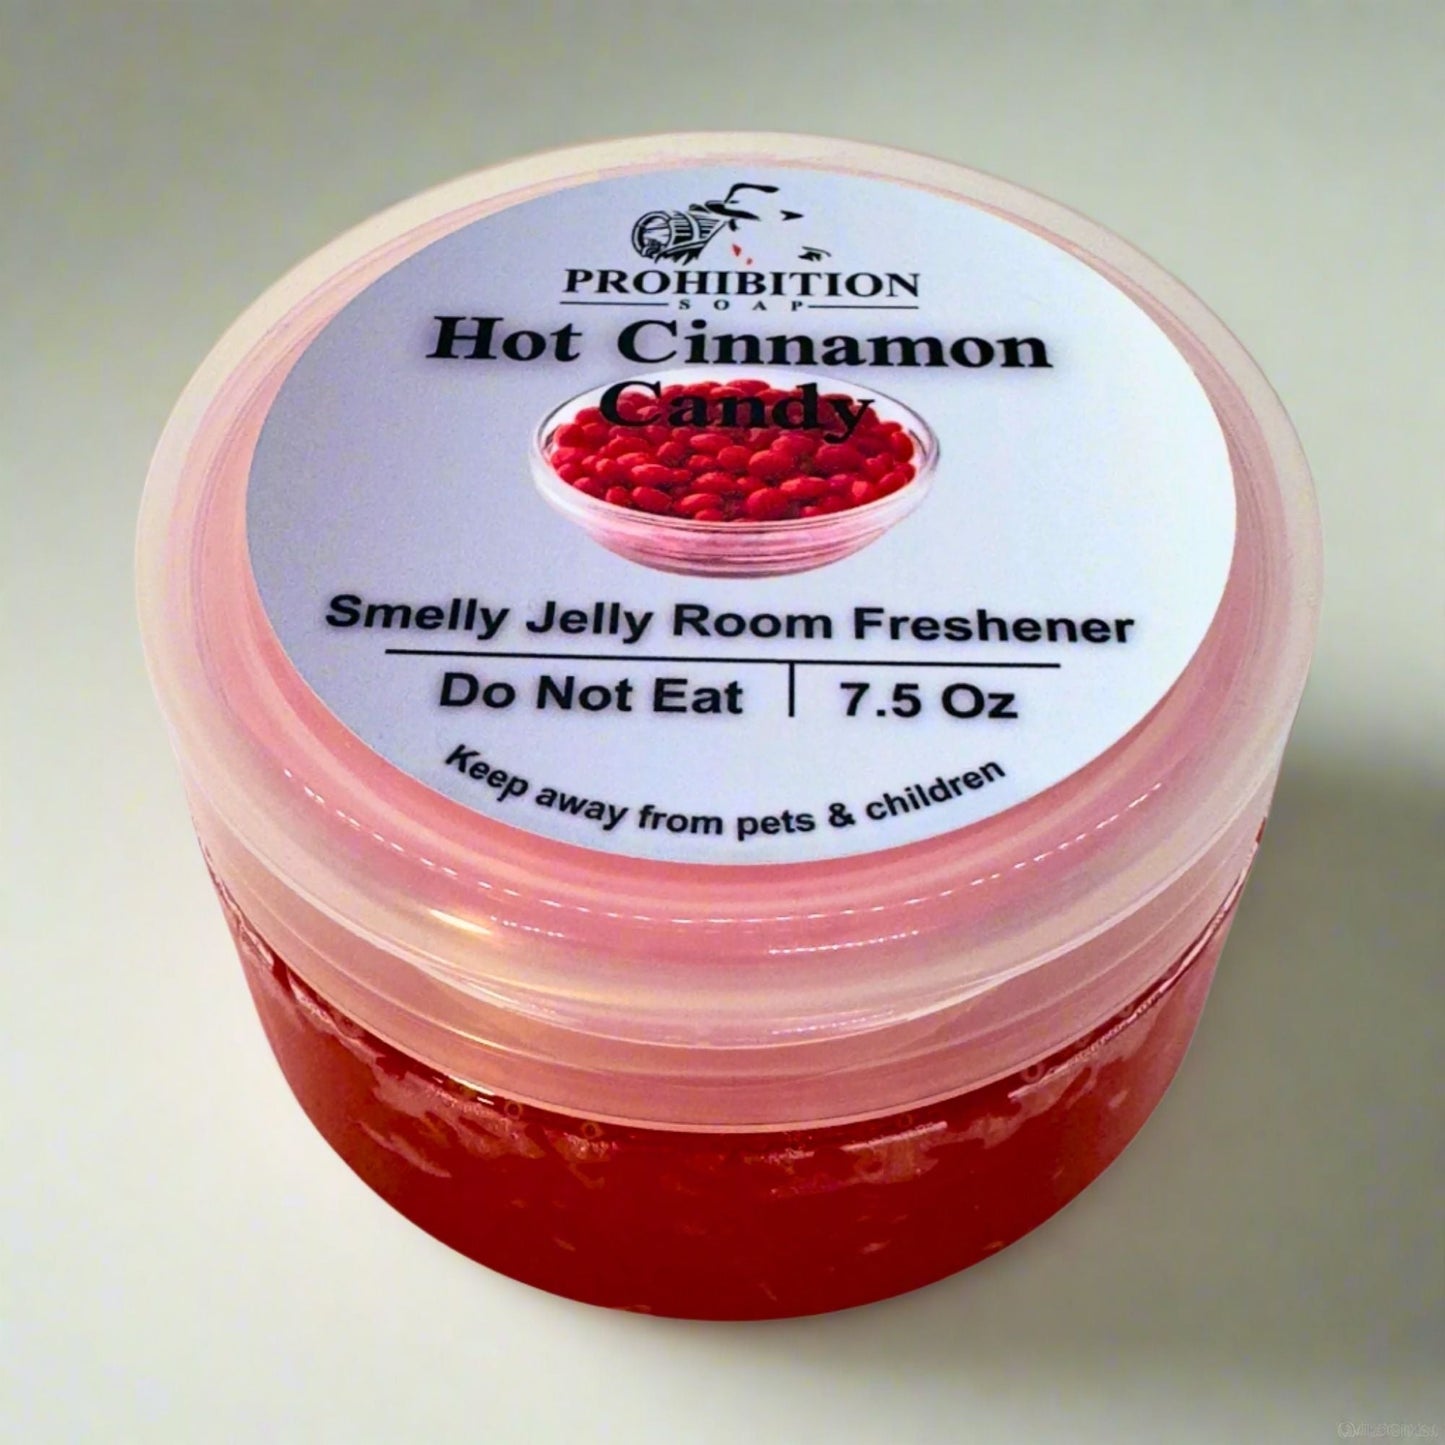 PROHIBITION
SOAP
Hot Cinnamon
Candy
Smelly Jelly Room Freshener
Do Not Eat | 7.5 Oz
Keep away from pets & children